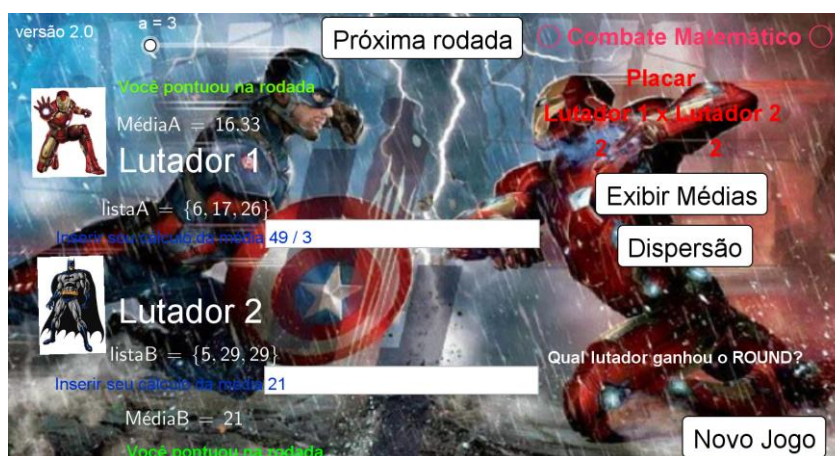 versão 2.0
a = 3
Próxima rodada
Combate Matemático
Você pontuou na rodada
Placar
MédiaA = 16.33
Lutador 1 x Lutador 2
2 2
Lutador 1
Exibir Médias
listaA = {6, 17, 26}
Inserir seu cálculo da média 49 / 3
Dispersão
Lutador 2
listaB = {5, 29, 29}
Qual lutador ganhou o ROUND?
Inserir seu cálculo da média 21
MédiaB = 21
Você pontuou na rodada
Novo Jogo